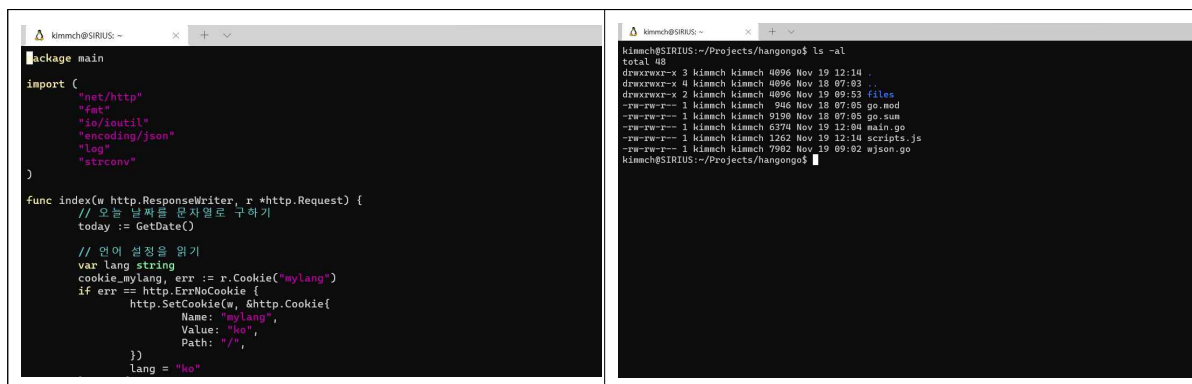 kimmch@SIRIUS: ~
ackage main
import (
"net/http"
"fmt"
"io/ioutil"
"encoding/json"
"log"
"strconv"
)
func index(w http.ResponseWriter, r *http.Request) {
// 오늘 날짜를 문자열로 구하기
today := GetDate()
// 언어 설정을 읽기
var lang string
cookie_mylang, err := r.Cookie("mylang")
if err == http.ErrNoCookie {
http.SetCookie(w, &http.Cookie{
Name: "mylang",
Value: "ko",
Path: "/",
})
lang = "ko"
kimmch@SIRIUS: ~
kimmch@SIRIUS:~/Projects/hangongo$ ls -al
total 48
drwxrwxr-x 3 kimmch kimmch 4096 Nov 19 12:14 .
drwxrwxr-x 4 kimmch kimmch 4096 Nov 18 07:03 ..
drwxrwxr-x 2 kimmch kimmch 4096 Nov 19 09:53 files
-rw-rw-r-- 1 kimmch kimmch 946 Nov 18 07:05 go.mod
-rw-rw-r-- 1 kimmch kimmch 9190 Nov 18 07:05 go.sum
-rw-rw-r-- 1 kimmch kimmch 6374 Nov 19 12:04 main.go
-rw-rw-r-- 1 kimmch kimmch 1262 Nov 19 12:14 scripts.js
-rw-rw-r-- 1 kimmch kimmch 7902 Nov 19 09:02 wjson.go
kimmch@SIRIUS:~/Projects/hangongo$